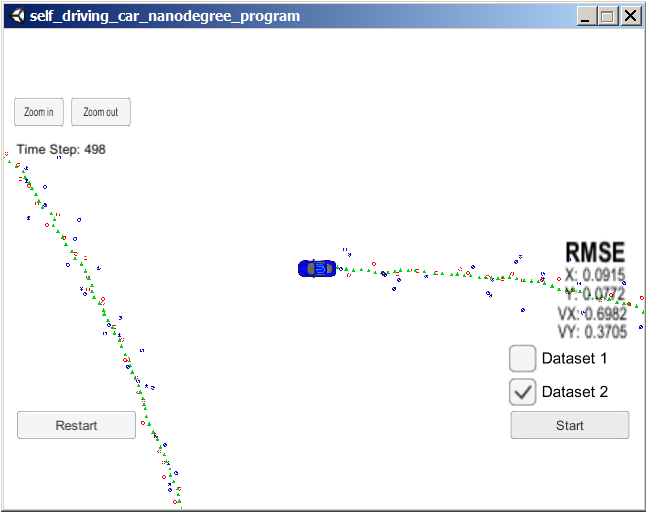 self_driving_car_nanodegree_program
Zoom in
Zoom out
Time Step: 498
RMSE
X: 0.0915
Y: 0.0772
VX: 0.6982
VY: 0.3705
Dataset 1
Dataset 2
Restart
Start